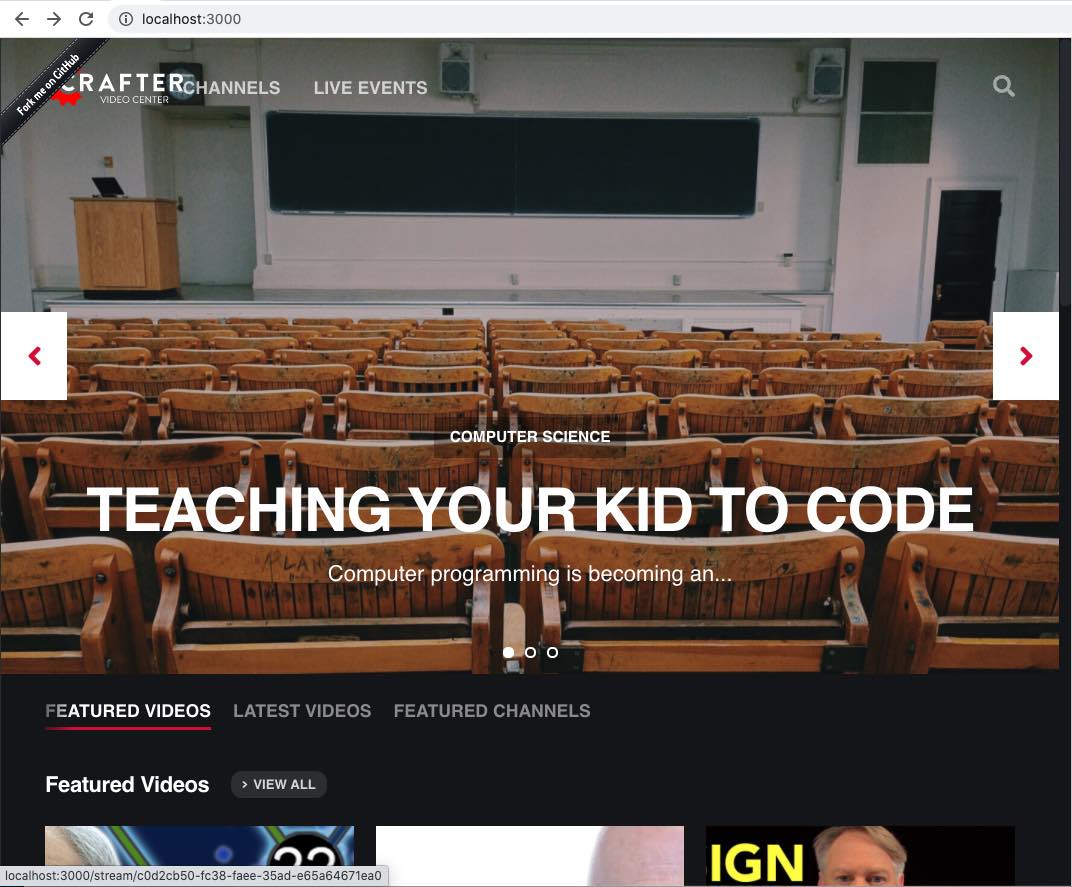 localhost:3000
Fork me on GitHub
CRAFTER
VIDEO CENTER
CHANNELS
LIVE EVENTS
COMPUTER SCIENCE
TEACHING YOUR KID TO CODE
Computer programming is becoming an...
FEATURED VIDEOS
LATEST VIDEOS
FEATURED CHANNELS
Featured Videos
VIEW ALL
22
IGN
localhost:3000/stream/c0d2cb50-fc38-faee-35ad-e65a64671ea0